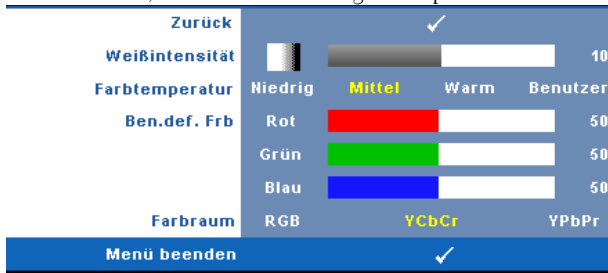 Zurück
Weißintensität 10
Farbtemperatur Niedrig Mittel Warm Benutzer
Ben.def. Frb Rot 50
Grün 50
Blau 50
Farbraum RGB YCbCr YPbPr
Menü beenden